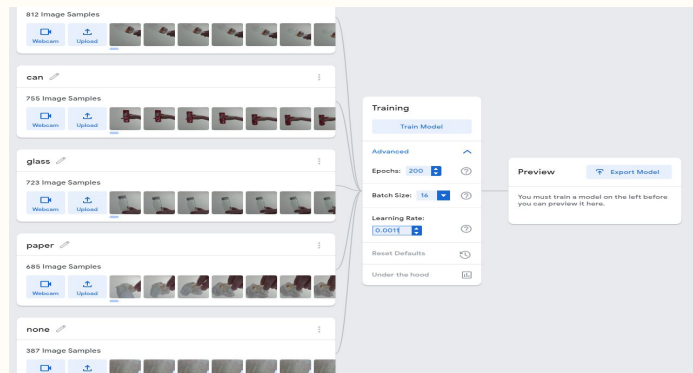 812 Image Samples
Webcam Upload
can
755 Image Samples
Webcam Upload
glass
723 Image Samples
Webcam Upload
paper
685 Image Samples
Webcam Upload
none
387 Image Samples
Training
Train Model
Advanced
Epochs: 200
Batch Size: 16
Learning Rate:
0.0011
Reset Defaults
Under the hood
Preview
Export Model
You must train a model on the left before
you can preview it here.